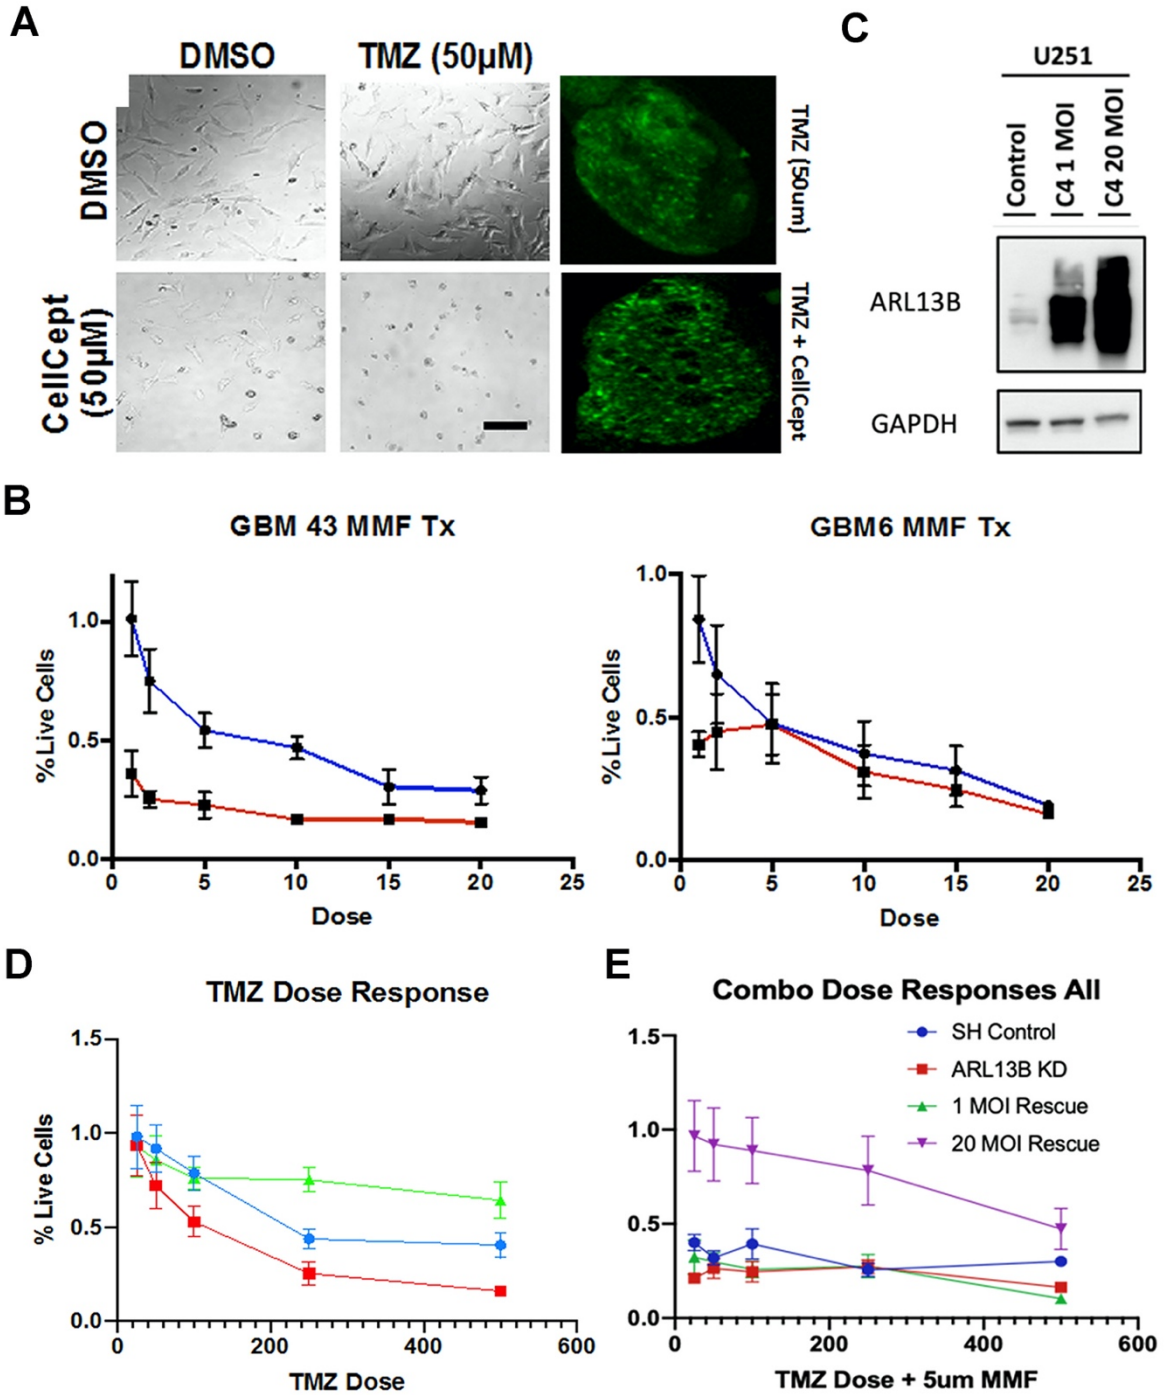 A
DMSO
TMZ (50µM)
DMSO
CellCept
(50µM)
TMZ (50um)
TMZ + CellCept
C
U251
Control
C4 1 MOI
C4 20 MOI
ARL13B
GAPDH
B
GBM 43 MMF Tx
%Live Cells
1.0
0.5
0.0
0 5 10 15 20 25
Dose
GBM6 MMF Tx
%Live Cells
1.0
0.5
0.0
0 5 10 15 20 25
Dose
D
TMZ Dose Response
% Live Cells
1.5
1.0
0.5
0.0
0 200 400 600
TMZ Dose
E
Combo Dose Responses All
SH Control
ARL13B KD
1 MOI Rescue
20 MOI Rescue
% Live Cells
1.5
1.0
0.5
0.0
0 200 400 600
TMZ Dose + 5um MMF